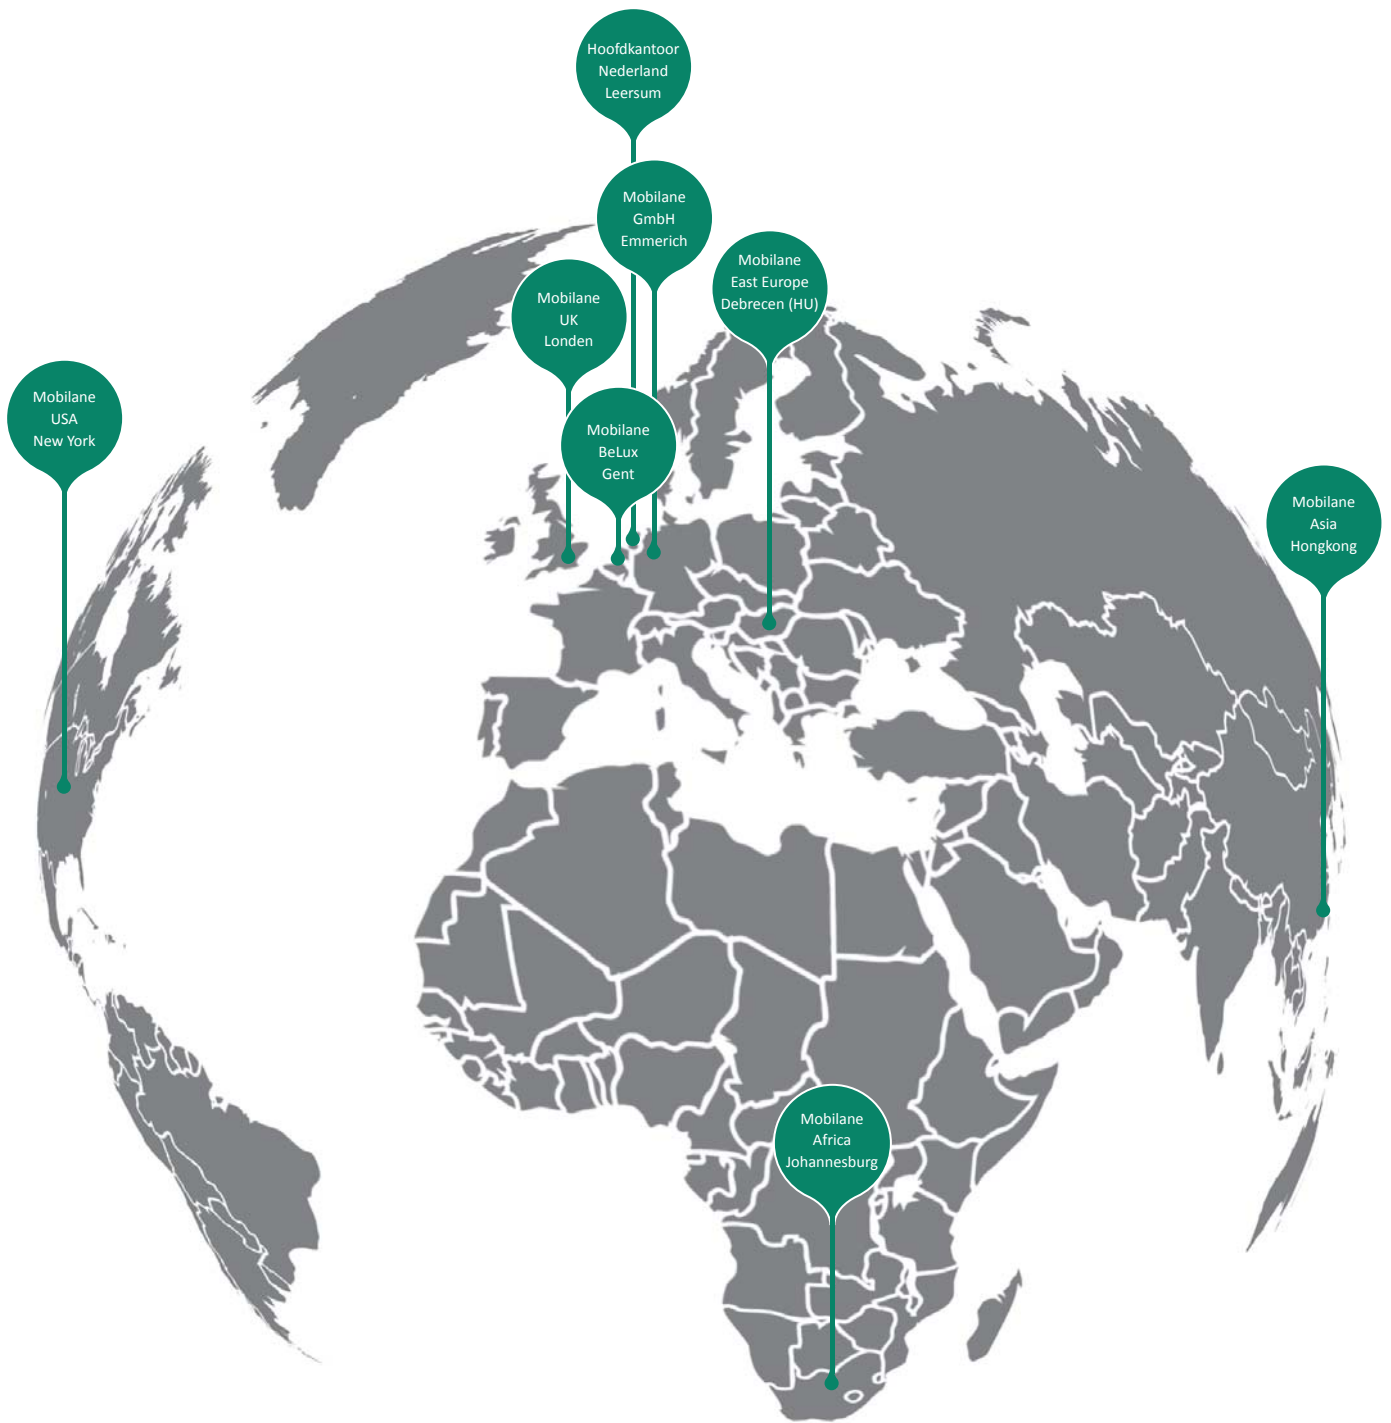 Hoofdkantoor
Nederland
Leersum
Mobilane
GmbH
Emmerich
Mobilane
East Europe
Debrecen (HU)
Mobilane
UK
Londen
Mobilane
USA
New York
Mobilane
BeLux
Gent
Mobilane
Asia
Hongkong
Mobilane
Africa
Johannesburg